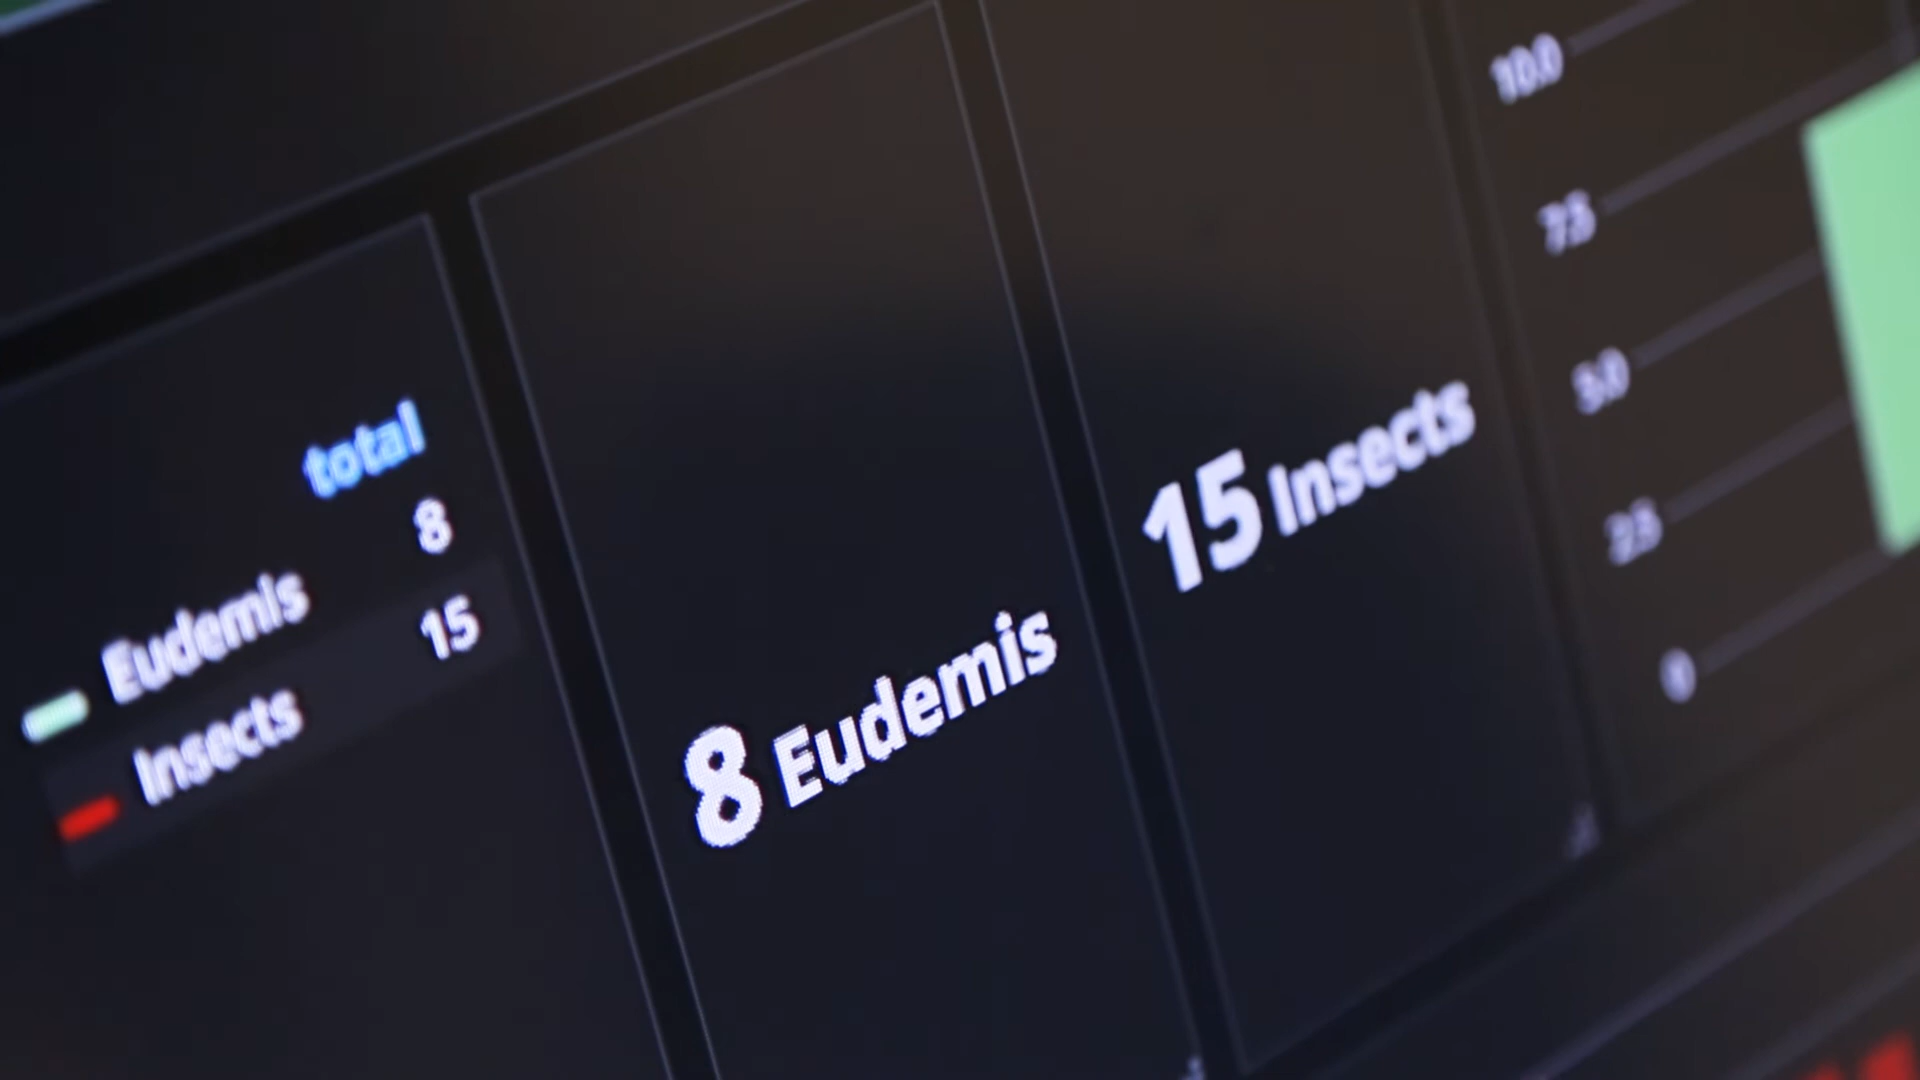 total
Eudemis 8
Insects 15
8 Eudemis
15 Insects
10.0
7.5
5.0
2.5
0